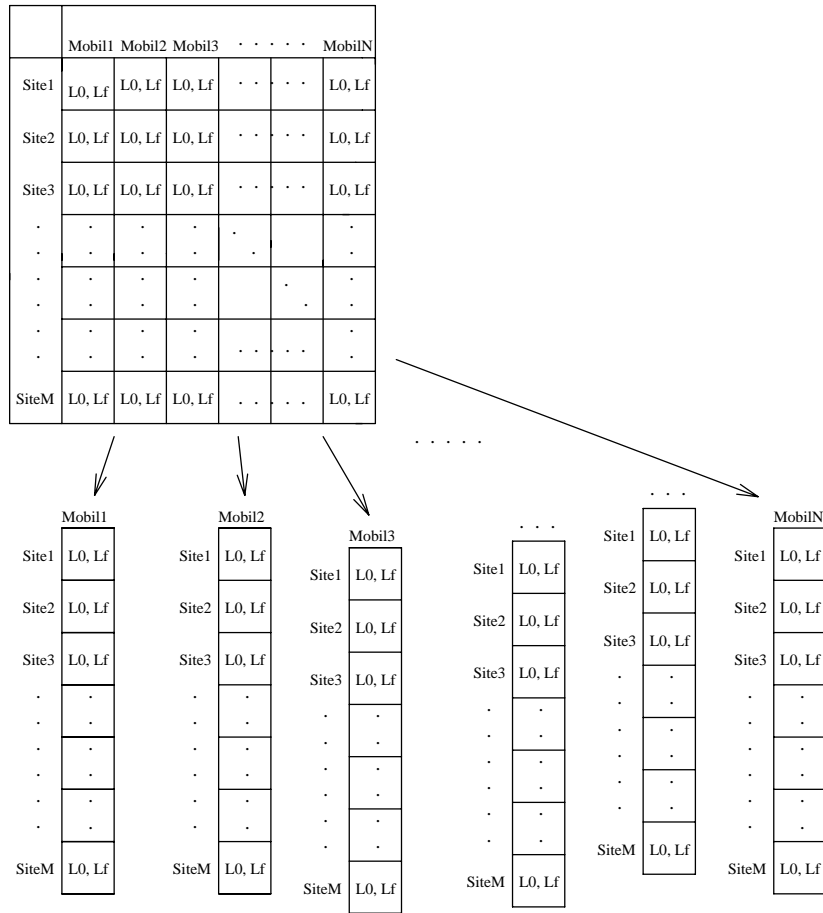 Mobil1 Mobil2 Mobil3 . . . . . MobilN
Site1 L0, Lf L0, Lf L0, Lf . . . . . L0, Lf
Site2 L0, Lf L0, Lf L0, Lf . . . . . L0, Lf
Site3 L0, Lf L0, Lf L0, Lf . . . . . L0, Lf
. . . . . .
. . . . . .
. . . . . .
. . . . . .
. . . . .
. . . . . . . . . .
SiteM L0, Lf L0, Lf L0, Lf . . . . . L0, Lf
. . . . .
Mobil1
Site1 L0, Lf
Site2 L0, Lf
Site3 L0, Lf
. .
. .
. .
. .
. .
. .
SiteM L0, Lf
Mobil2
Site1 L0, Lf
Site2 L0, Lf
Site3 L0, Lf
. .
. .
. .
. .
. .
. .
SiteM L0, Lf
Mobil3
Site1 L0, Lf
Site2 L0, Lf
Site3 L0, Lf
. .
. .
. .
. .
. .
. .
SiteM L0, Lf
. . .
Site1 L0, Lf
Site2 L0, Lf
Site3 L0, Lf
. .
. .
. .
. .
. .
. .
SiteM L0, Lf
. . .
Site1 L0, Lf
Site2 L0, Lf
Site3 L0, Lf
. .
. .
. .
. .
. .
. .
SiteM L0, Lf
MobilN
Site1 L0, Lf
Site2 L0, Lf
Site3 L0, Lf
. .
. .
. .
. .
. .
. .
SiteM L0, Lf